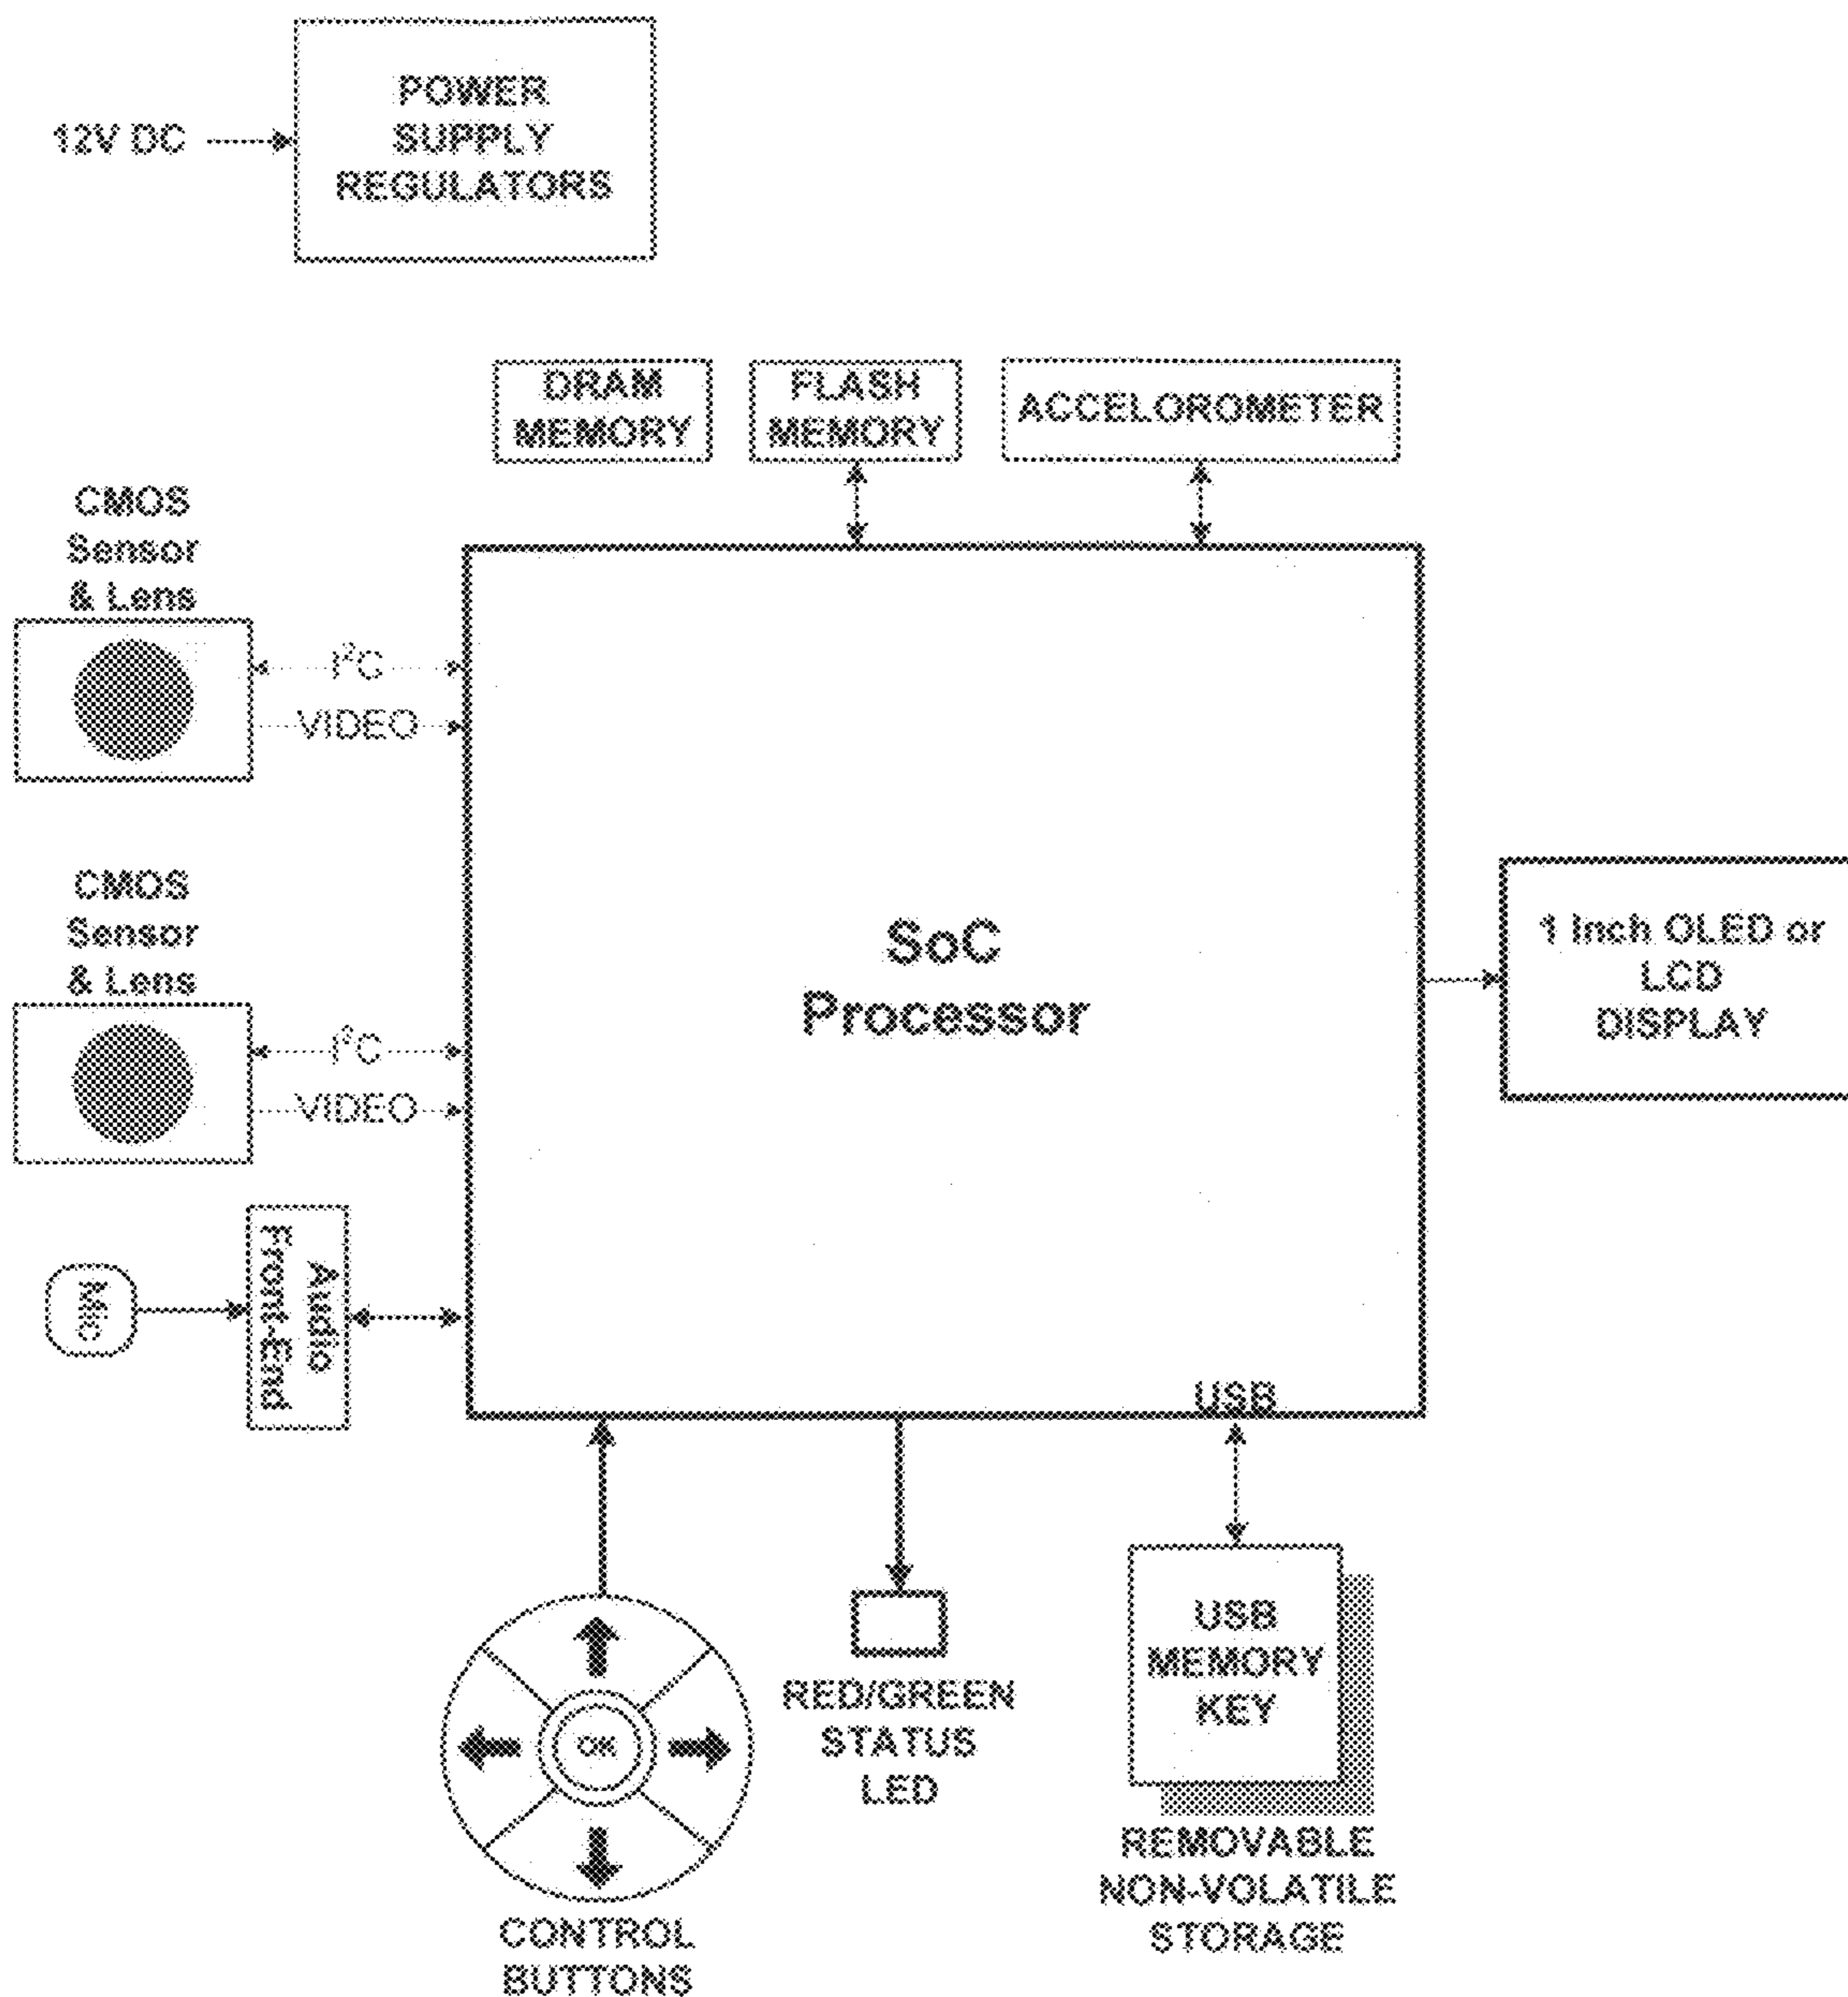 POWER
SUPPLY
REGULATORS
12V DC
DRAM
MEMORY
FLASH
MEMORY
ACCELOROMETER
CMOS
Sensor
& Lens
I²C
VIDEO
CMOS
Sensor
& Lens
I²C
VIDEO
SoC
Processor
1 Inch OLED or
LCD
DISPLAY
Mic
Audio
Front-End
USB
OK
CONTROL
BUTTONS
RED/GREEN
STATUS
LED
USB
MEMORY
KEY
REMOVABLE
NON-VOLATILE
STORAGE